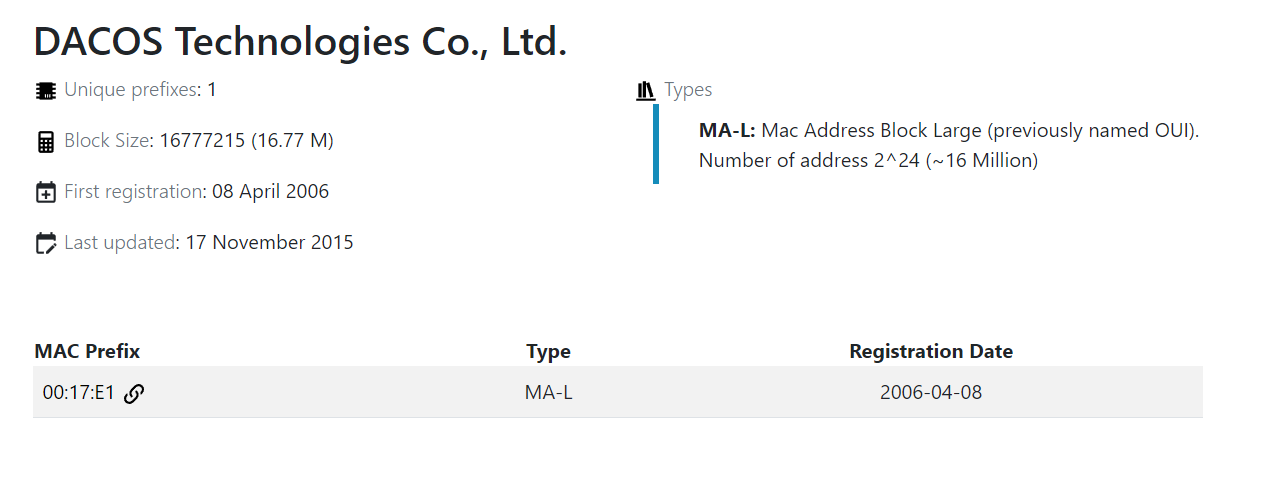 DACOS Technologies Co., Ltd.
Unique prefixes: 1
Block Size: 16777215 (16.77 M)
First registration: 08 April 2006
Last updated: 17 November 2015
Types
MA-L: Mac Address Block Large (previously named OUI).
Number of address 2^24 (~16 Million)
MAC Prefix Type Registration Date
00:17:E1 MA-L 2006-04-08